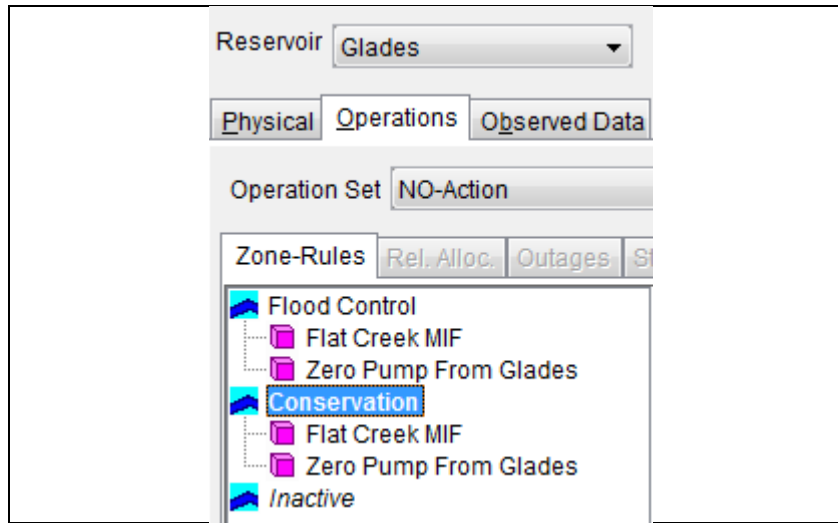 Reservoir Glades
Physical Operations Observed Data
Operation Set NO-Action
Zone-Rules Rel. Alloc. Outages
Flood Control
Flat Creek MIF
Zero Pump From Glades
Conservation
Flat Creek MIF
Zero Pump From Glades
Inactive